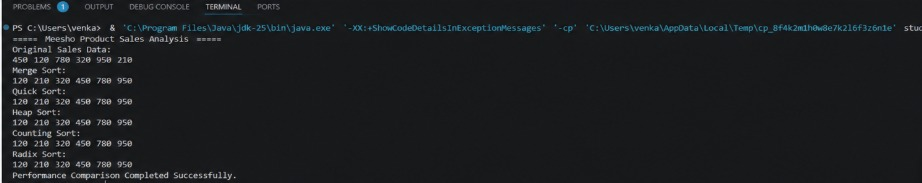 PROBLEMS 1 OUTPUT DEBUG CONSOLE TERMINAL PORTS
PS C:\Users\venka> & 'C:\Program Files\Java\jdk-25\bin\java.exe' '-XX:+ShowCodeDetailsInExceptionMessages' '-cp' 'C:\Users\venka\AppData\Local\Temp\cp_8f4k2m1h0w8e7k2l6f3z6n1e' stud
===== Meesho Product Sales Analysis =====
Original Sales Data:
450 120 780 320 950 210
Merge Sort:
120 210 320 450 780 950
Quick Sort:
120 210 320 450 780 950
Heap Sort:
120 210 320 450 780 950
Counting Sort:
120 210 320 450 780 950
Radix Sort:
120 210 320 450 780 950
Performance Comparison Completed Successfully.